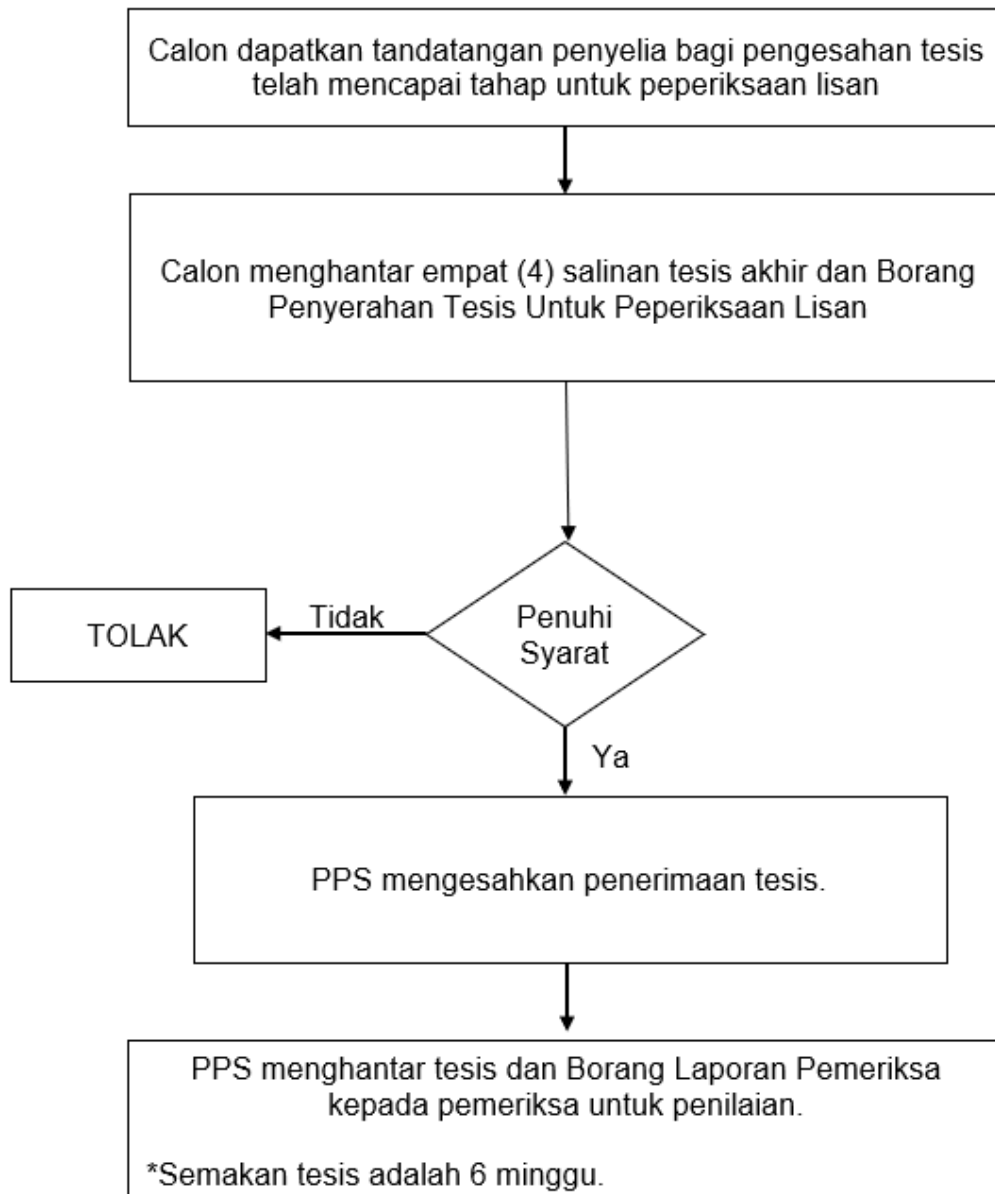 Calon dapatkan tandatangan penyelia bagi pengesahan tesis
telah mencapai tahap untuk peperiksaan lisan
Calon menghantar empat (4) salinan tesis akhir dan Borang
Penyerahan Tesis Untuk Peperiksaan Lisan
TOLAK
Tidak
Penuhi
Syarat
Ya
PPS mengesahkan penerimaan tesis.
PPS menghantar tesis dan Borang Laporan Pemeriksa
kepada pemeriksa untuk penilaian.
*Semakan tesis adalah 6 minggu.